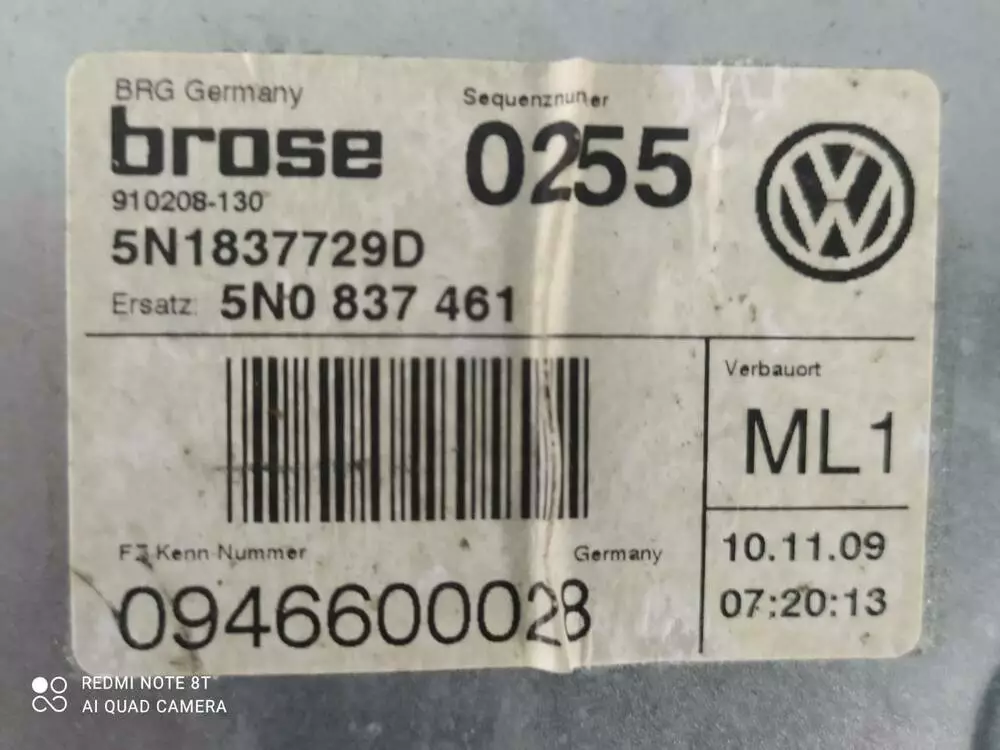 BRG Germany
brose
910208-130
5N1837729D
Ersatz: 5N0 837 461
Sequenznumer
0255
Verbauort
ML1
10.11.09
07:20:13
FZ Kenn Nummer
Germany
09466000028
REDMI NOTE 8T
AI QUAD CAMERA